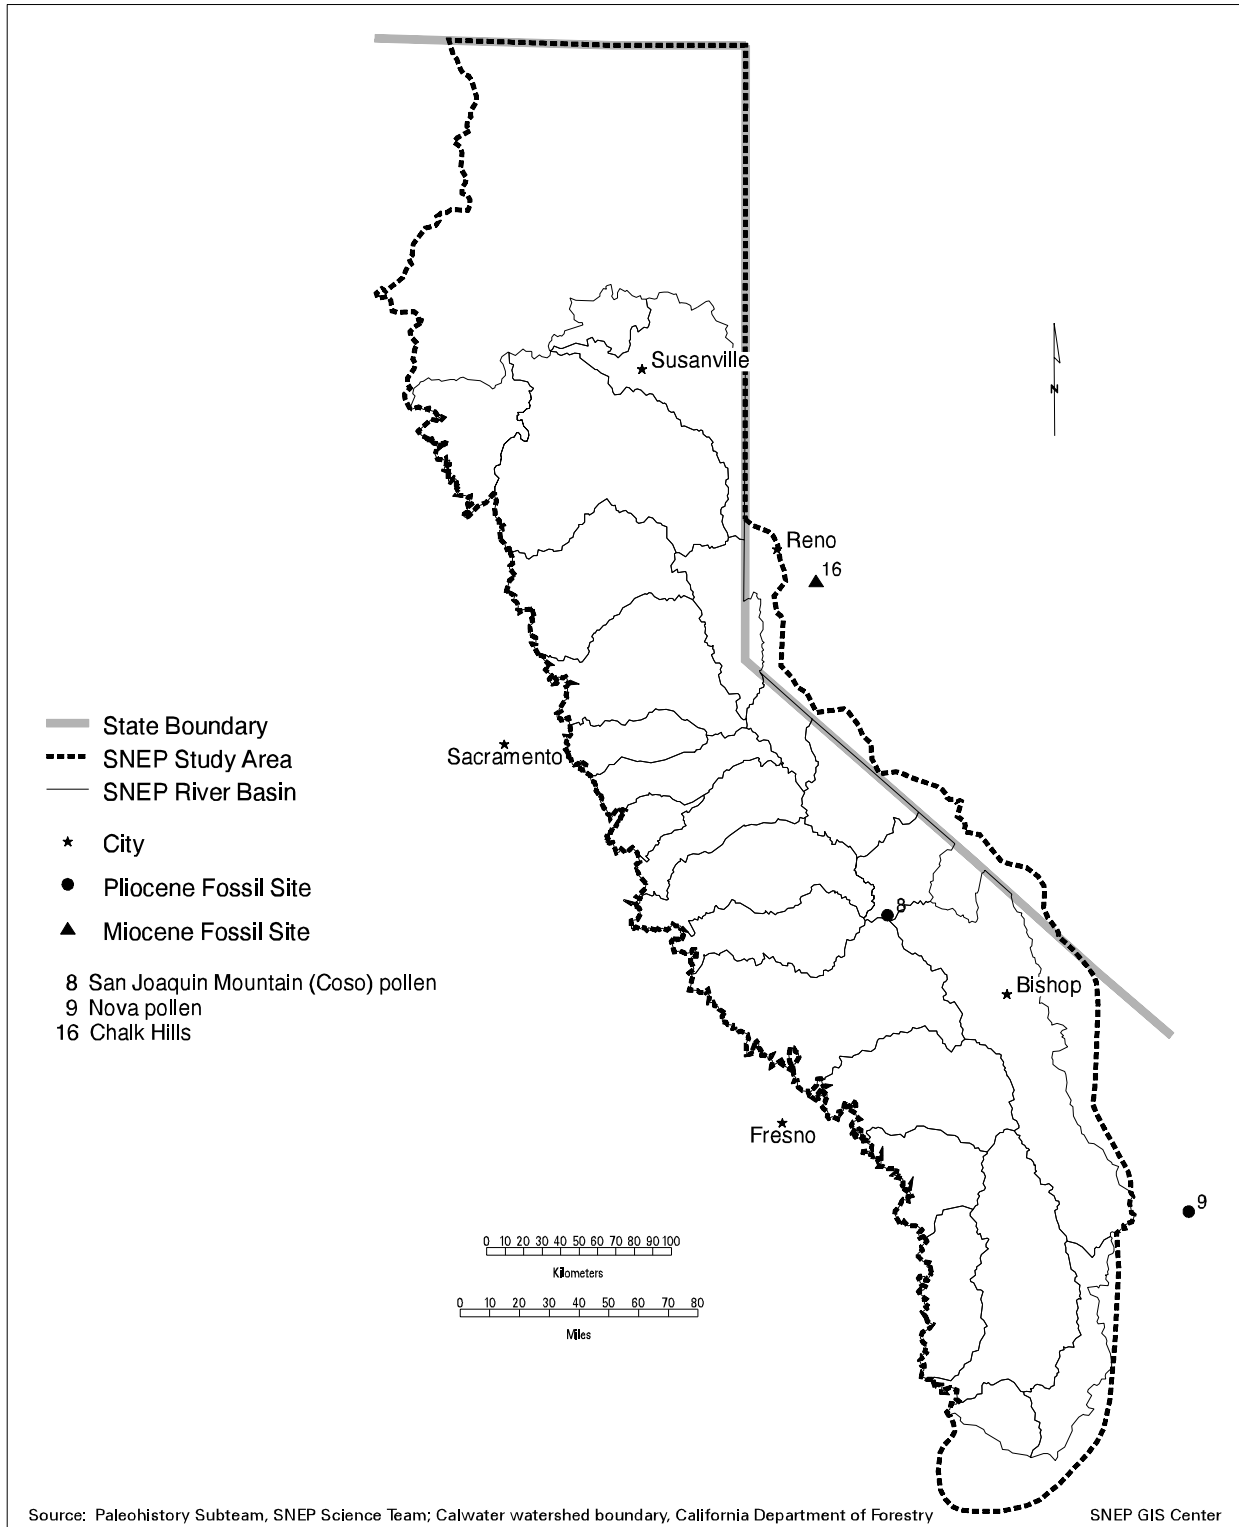 Susanville
N
Reno
16
State Boundary
SNEP Study Area
SNEP River Basin
City
Pliocene Fossil Site
Miocene Fossil Site
8 San Joaquin Mountain (Coso) pollen
9 Nova pollen
16 Chalk Hills
Sacramento
8
Bishop
Fresno
9
0 10 20 30 40 50 60 70 80 90 100
Kilometers
0 10 20 30 40 50 60 70 80
Miles
Source: Paleohistory Subteam, SNEP Science Team; Calwater watershed boundary, California Department of Forestry
SNEP GIS Center